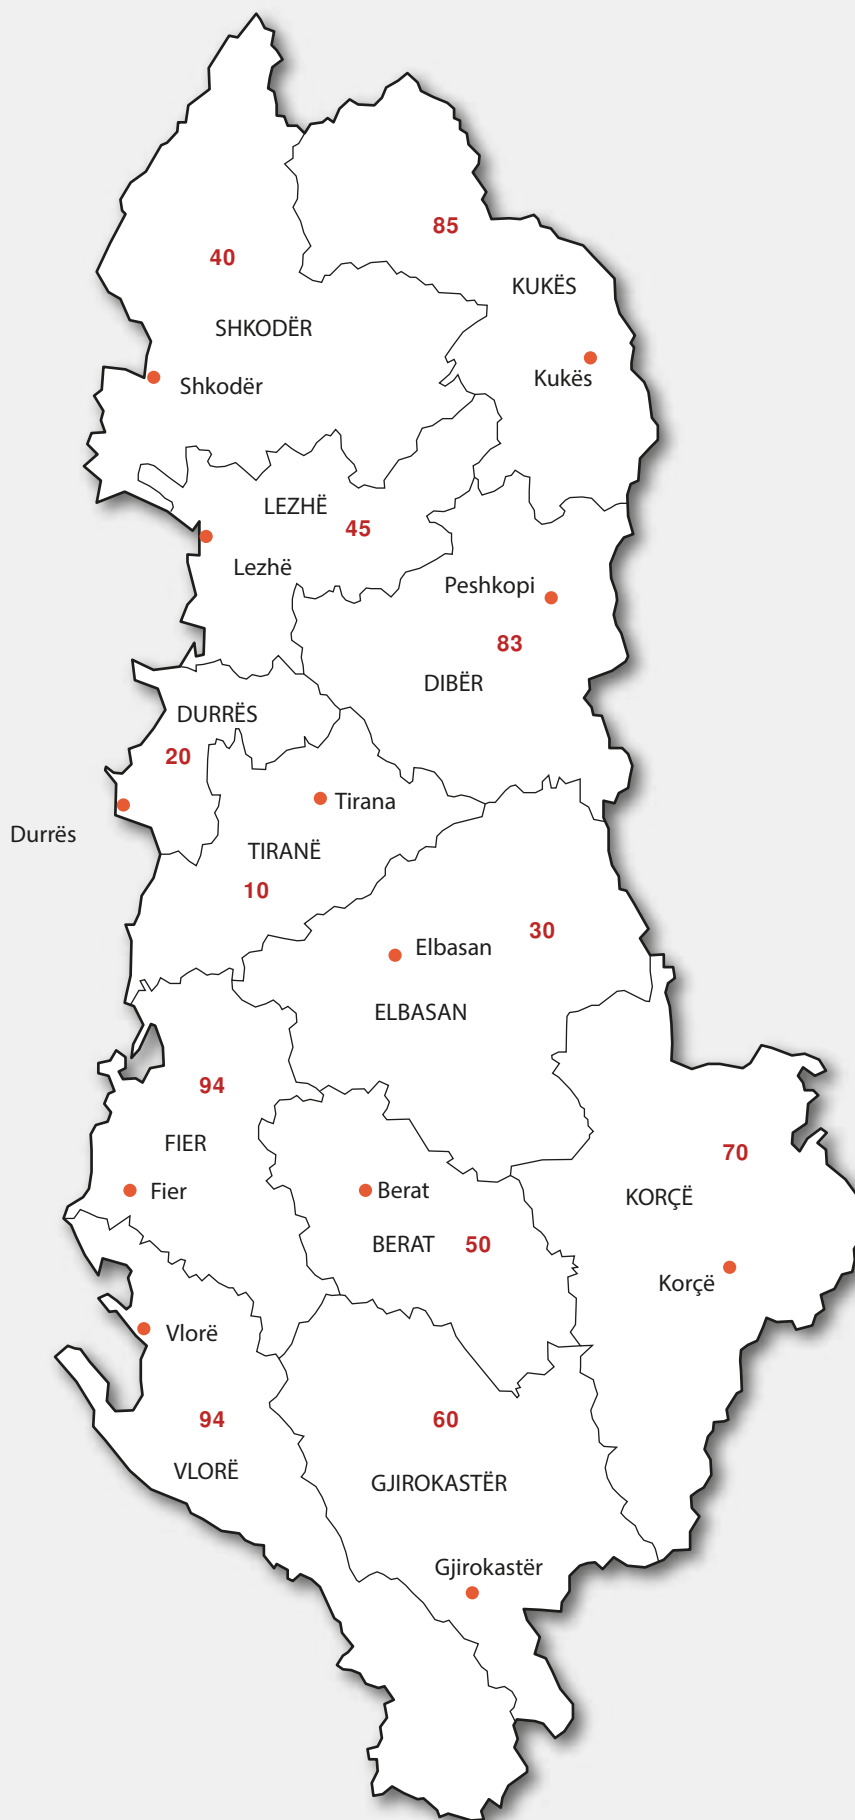 85
40
KUKËS
SHKODËR
Kukës
Shkodër
LEZHË
45
Lezhë
Peshkopi
83
DIBËR
DURRËS
20
Tirana
Durrës
TIRANË
10
30
Elbasan
ELBASAN
94
FIER
70
Fier
Berat
KORÇË
BERAT 50
Korçë
Vlorë
94
60
VLORË
GJIROKASTËR
Gjirokastër